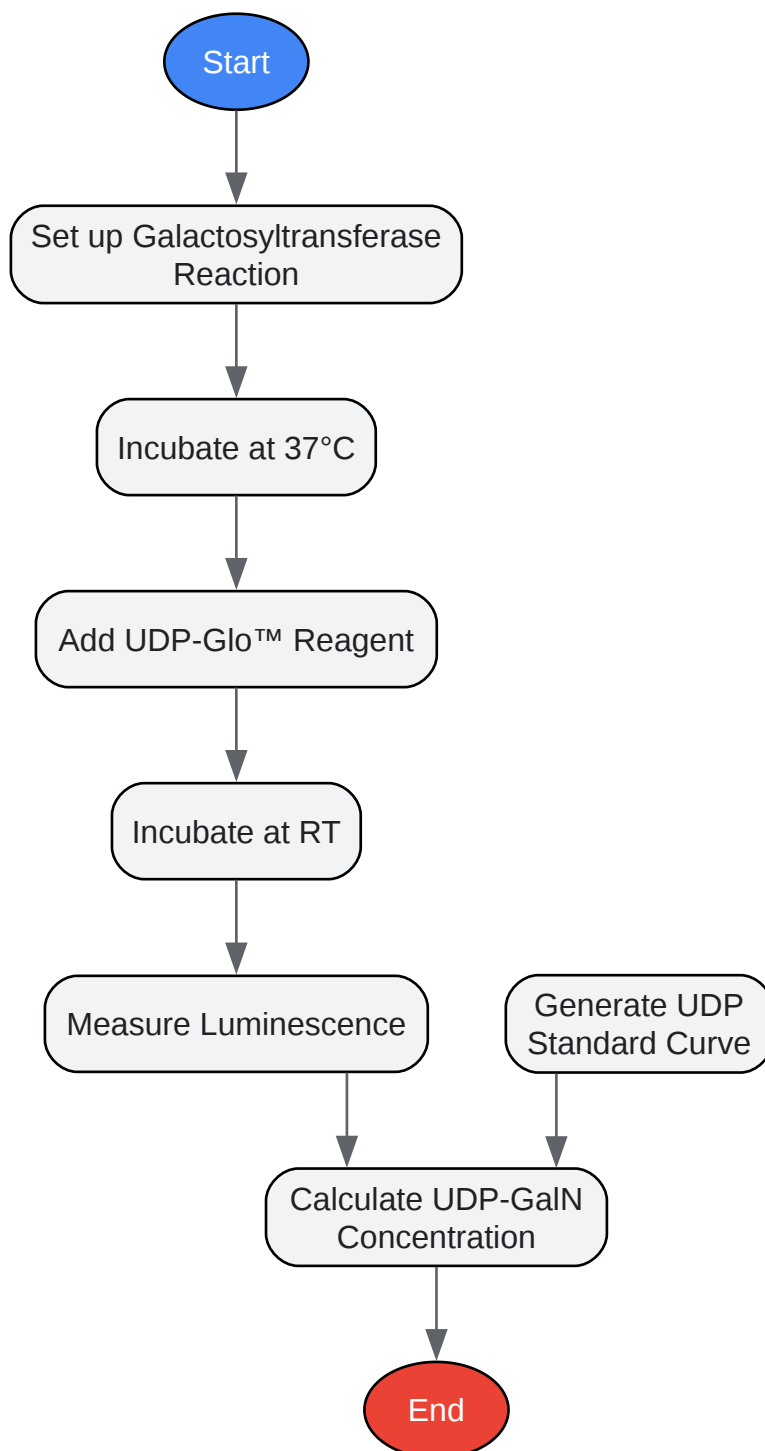 Start
Set up Galactosyltransferase
Reaction
Incubate at 37°C
Add UDP-Glo™ Reagent
Incubate at RT
Measure Luminescence
Generate UDP
Standard Curve
Calculate UDP-GalN
Concentration
End